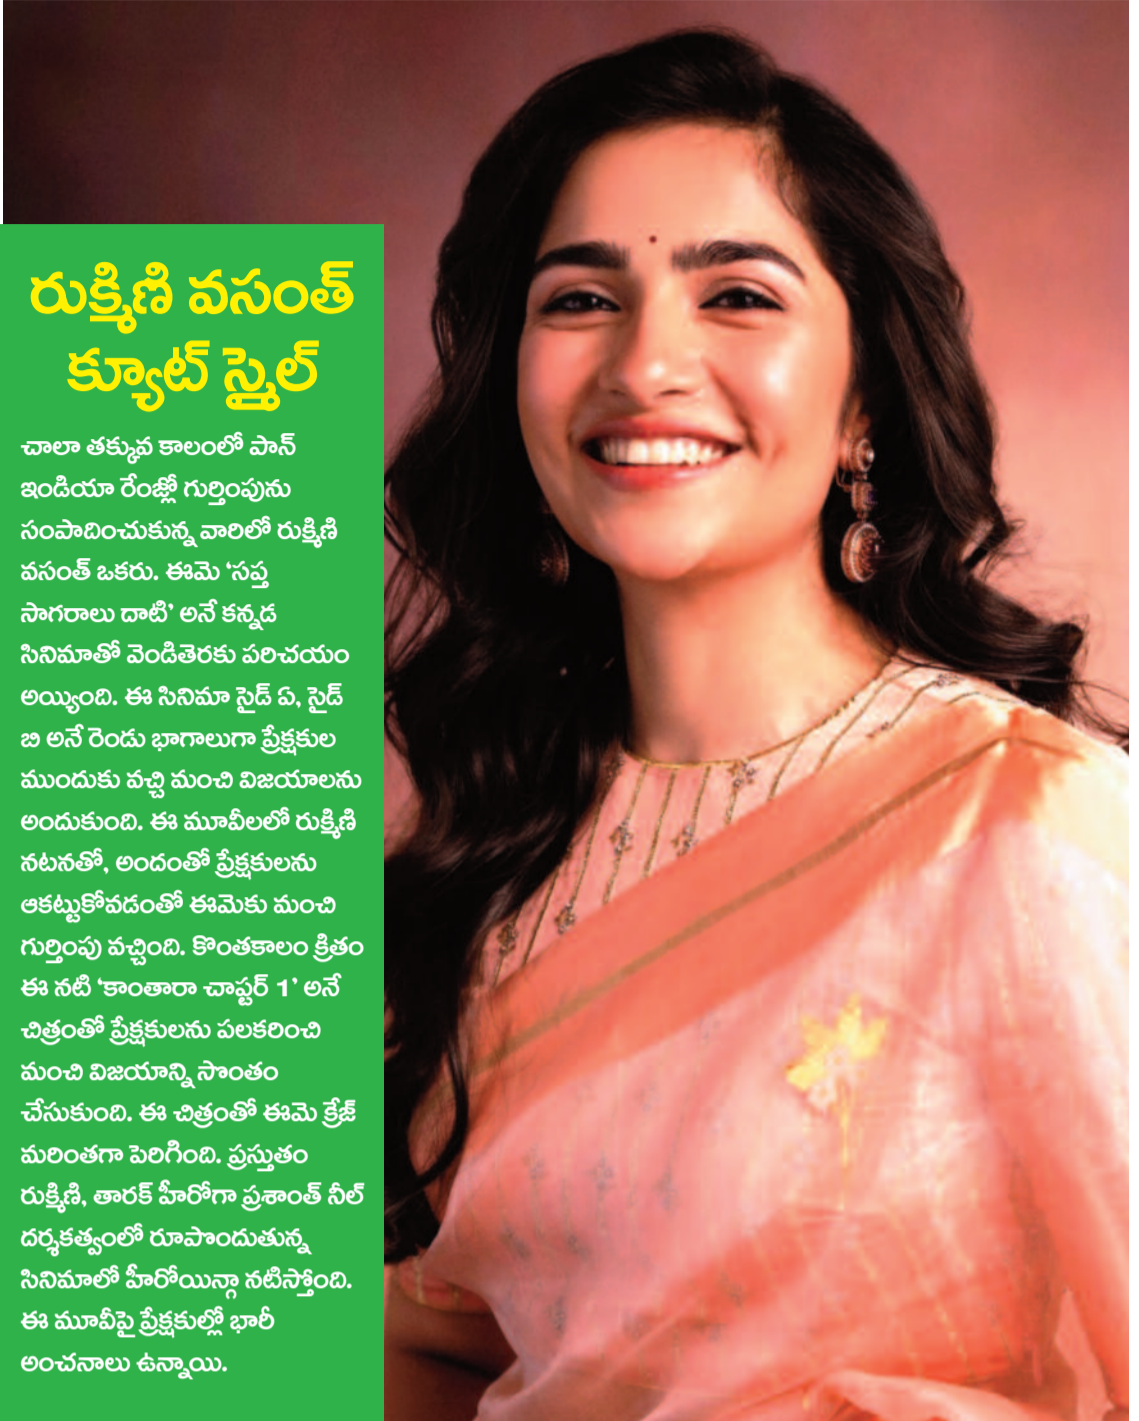 రుక్మిణి వసంత్
క్యూట్ స్మైల్
చాలా తక్కువ కాలంలో పాన్
ఇండియా రేంజ్లో గుర్తింపును
సంపాదించుకున్న వారిలో రుక్మిణి
వసంత్ ఒకరు. ఈమె ‘సప్త
సాగరాలు దాటి’ అనే కన్నడ
సినిమాతో వెండితెరకు పరిచయం
అయ్యింది. ఈ సినిమా సైడ్ ఏ, సైడ్
బి అనే రెండు భాగాలుగా ప్రేక్షకుల
ముందుకు వచ్చి మంచి విజయాలను
అందుకుంది. ఈ మూవీలలో రుక్మిణి
నటనతో, అందంతో ప్రేక్షకులను
ఆకట్టుకోవడంతో ఈమెకు మంచి
గుర్తింపు వచ్చింది. కొంతకాలం క్రితం
ఈ నటి ‘కాంతారా చాప్టర్ 1’ అనే
చిత్రంతో ప్రేక్షకులను పలకరించి
మంచి విజయాన్ని సొంతం
చేసుకుంది. ఈ చిత్రంతో ఈమె క్రేజ్
మరింతగా పెరిగింది. ప్రస్తుతం
రుక్మిణి, తారక్ హీరోగా ప్రశాంత్ నీల్
దర్శకత్వంలో రూపొందుతున్న
సినిమాలో హీరోయిన్గా నటిస్తోంది.
ఈ మూవీపై ప్రేక్షకుల్లో భారీ
అంచనాలు ఉన్నాయి.